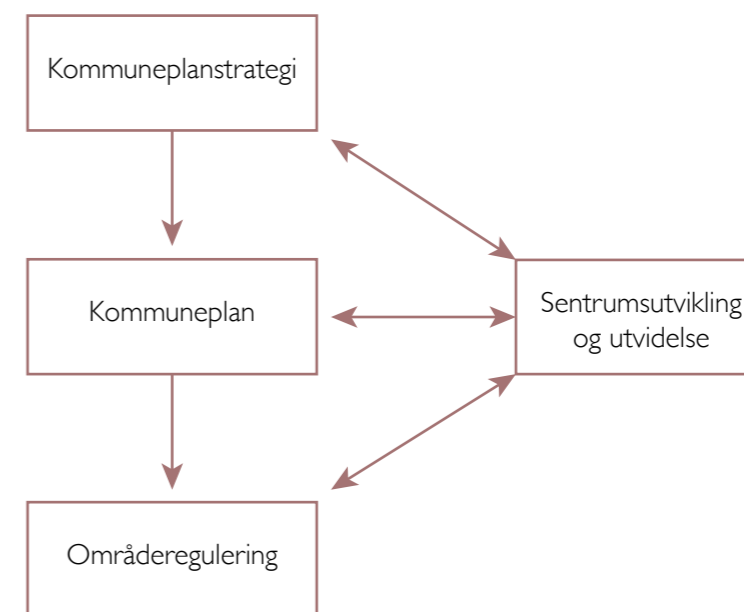 Kommuneplanstrategi
Kommuneplan
Sentrumsutvikling
og utvidelse
Områderegulering